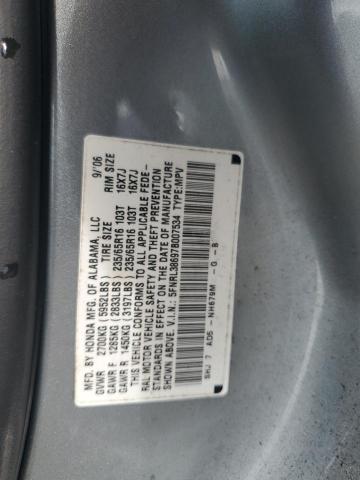 MFD. BY HONDA MFG. OF ALABAMA, LLC 9/06
GVWR 2700KG (5952LBS) TIRE SIZE RIM SIZE
GAWR F 1285KG (2833LBS) 235/65R16 103T 16X7J
GAWR R 1450KG (3197LBS) 235/65R16 103T 16X7J
THIS VEHICLE CONFORMS TO ALL APPLICABLE FEDE-
RAL MOTOR VEHICLE SAFETY AND THEFT PREVENTION
STANDARDS IN EFFECT ON THE DATE OF MANUFACTURE
SHOWN ABOVE. V.I.N.: 5FNRL38697B007534 TYPE:MPV
SHJ 7 AD5 - NH679M - G - B